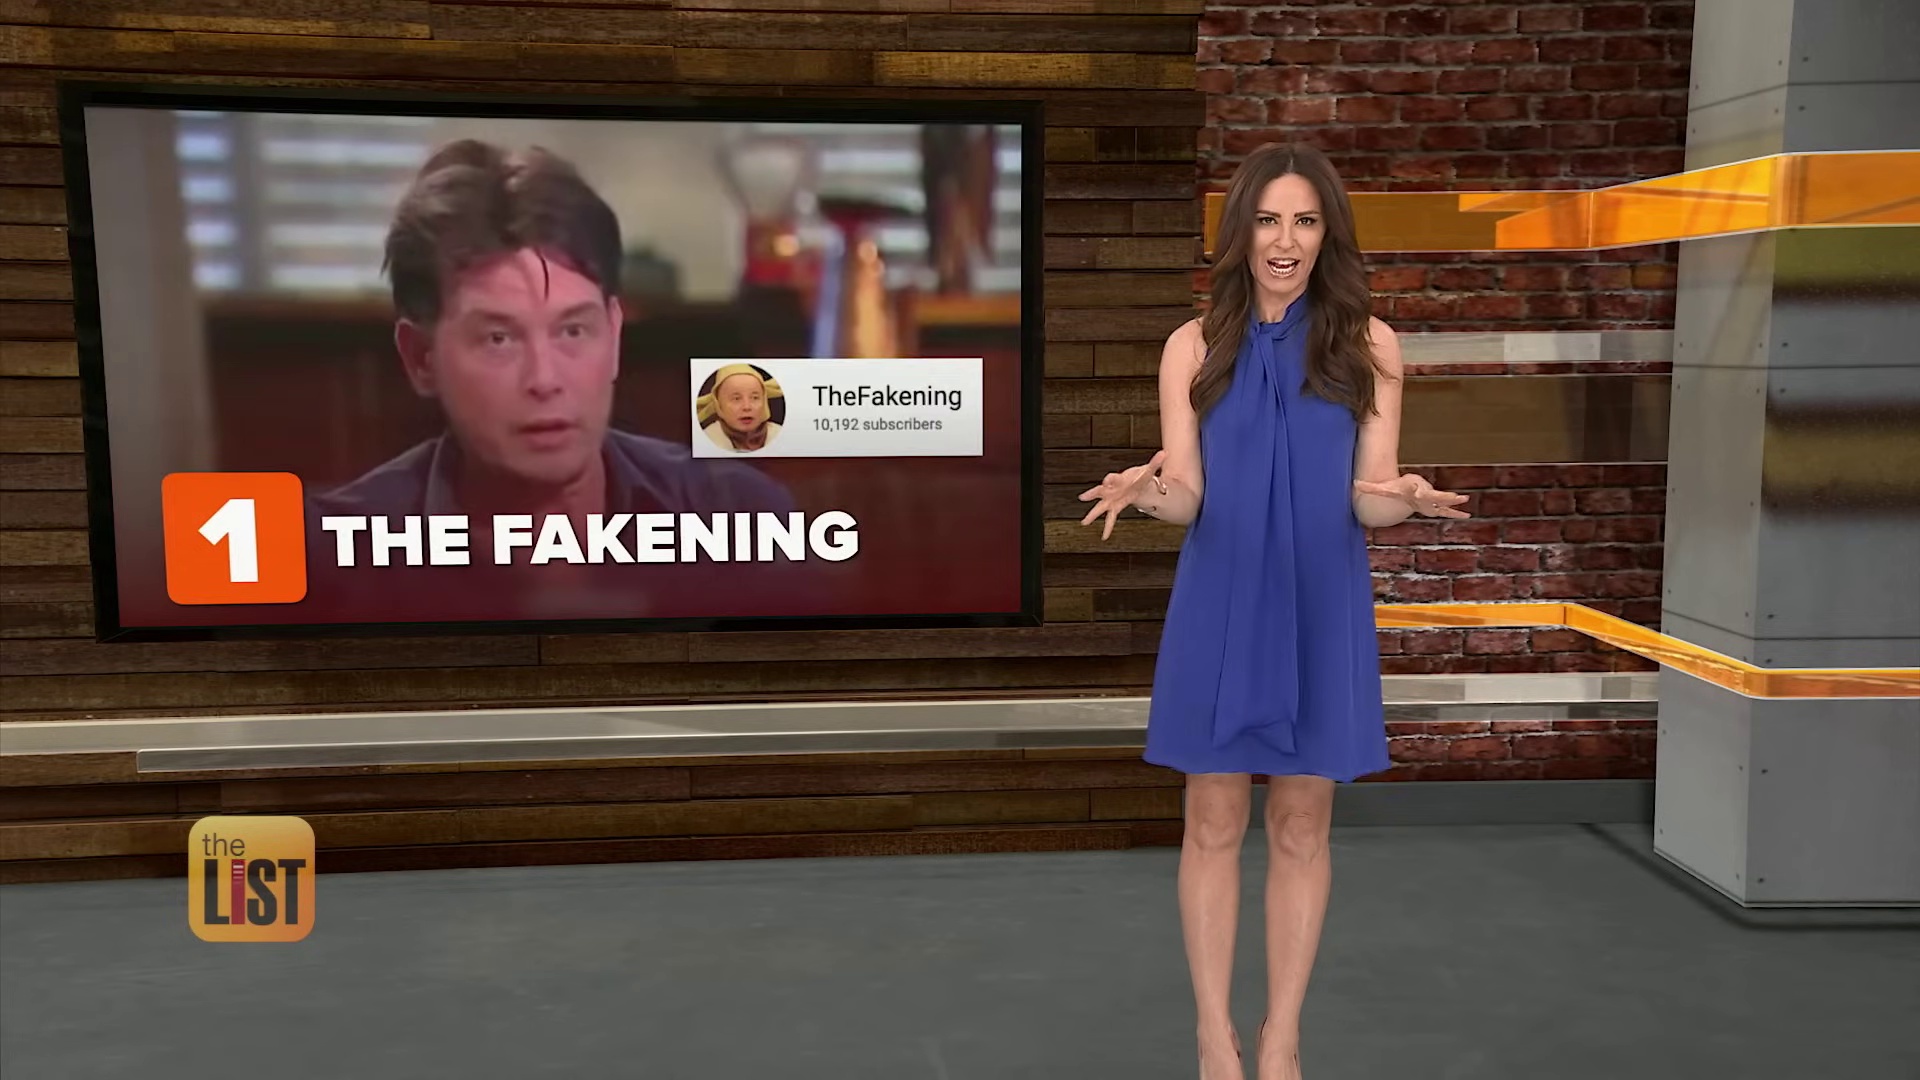 TheFakening
10,192 subscribers
1 THE FAKENING
the
LIST